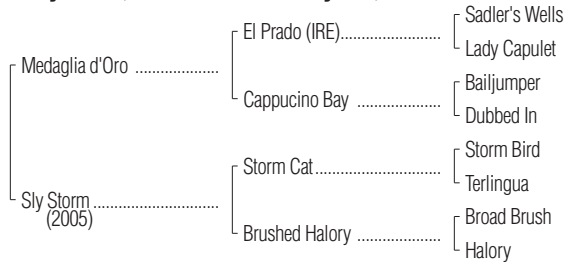 Sadler's Wells
El Prado (IRE)....................
Lady Capulet
Medaglia d'Oro ....................
Bailjumper
Cappucino Bay ....................
Dubbed In
Storm Bird
Storm Cat..............................
Terlingua
Sly Storm ..............................
(2005)
Broad Brush
Brushed Halory ....................
Halory